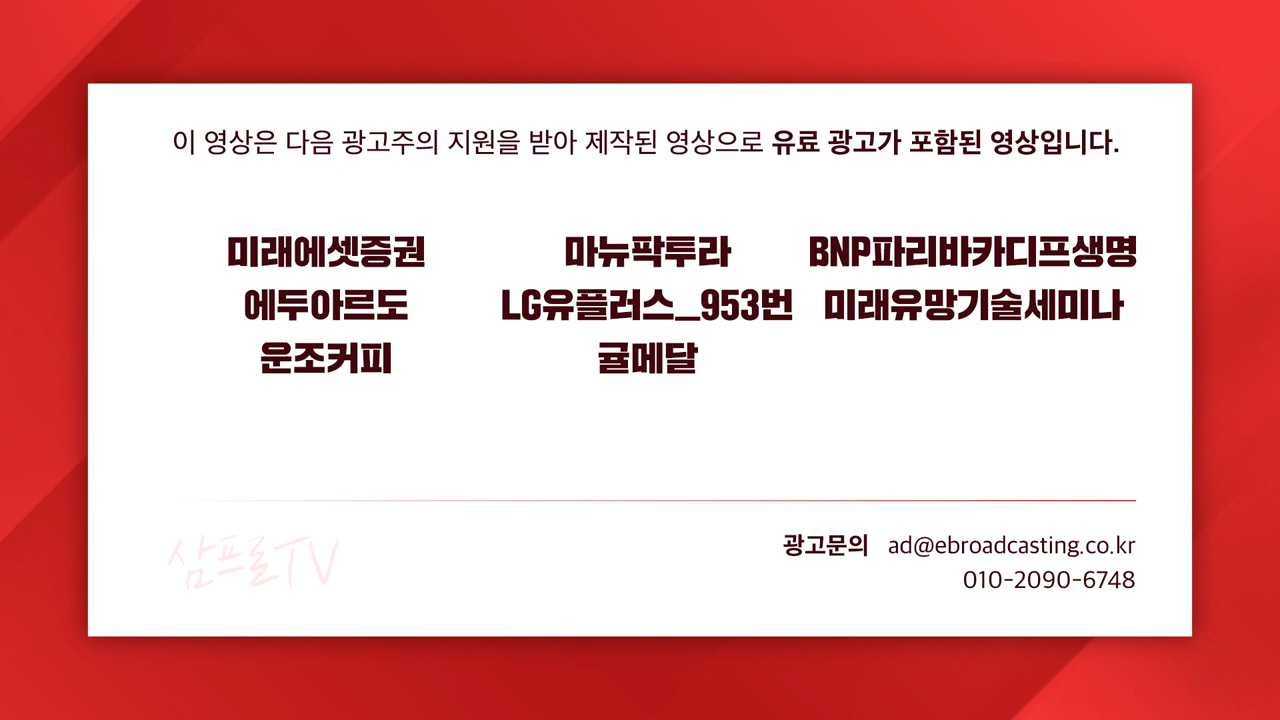 이 영상은 다음 광고주의 지원을 받아 제작된 영상으로 유료 광고가 포함된 영상입니다.
미래에셋증권 마뉴팍투라 BNP파리바카디프생명
에두아르도 LG유플러스_953번 미래유망기술세미나
운조커피 귤메달
삼프로TV
광고문의 ad@ebroadcasting.co.kr
010-2090-6748